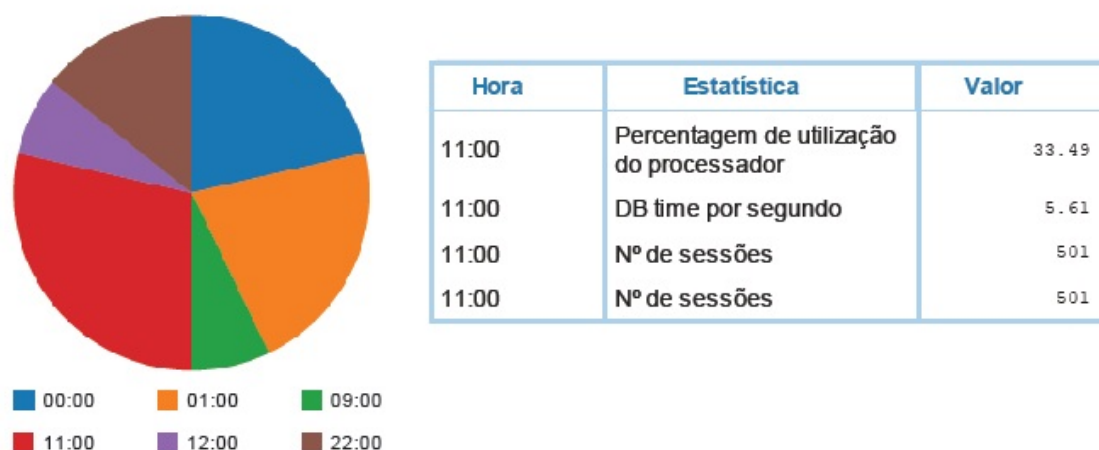 Hora Estatística Valor
11:00 Percentagem de utilização do processador 33.49
11:00 DB time por segundo 5.61
11:00 Nº de sessões 501
11:00 Nº de sessões 501
00:00 01:00 09:00
11:00 12:00 22:00